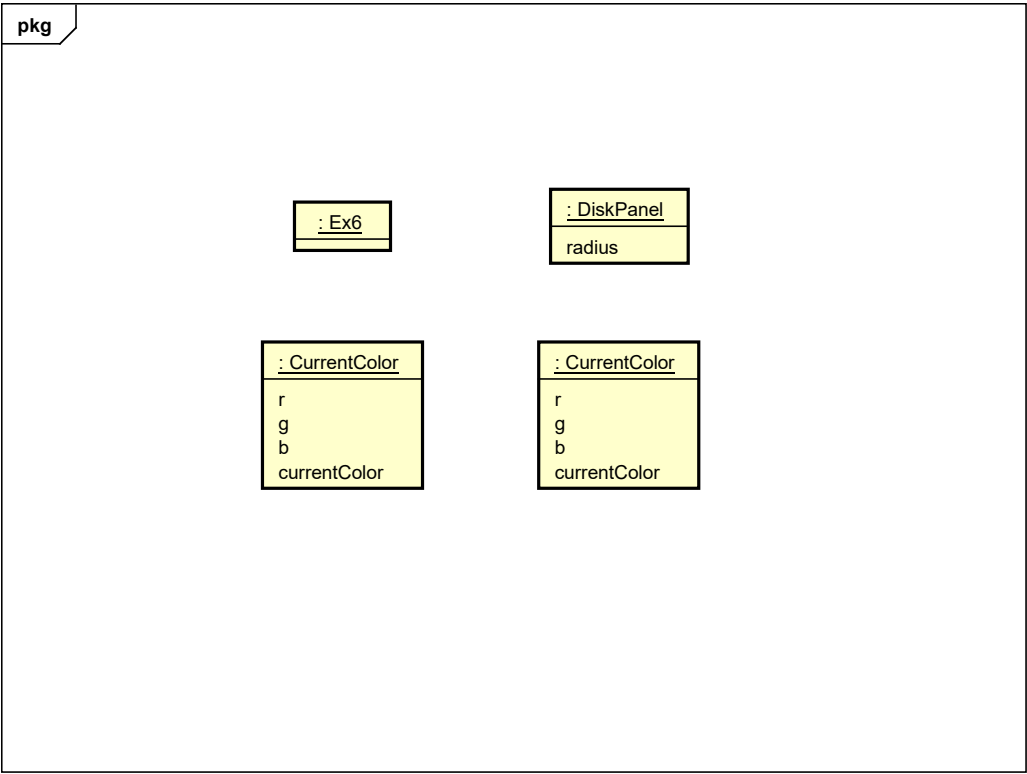 pkg
: Ex6
: DiskPanel
radius
: CurrentColor
r
g
b
currentColor
: CurrentColor
r
g
b
currentColor